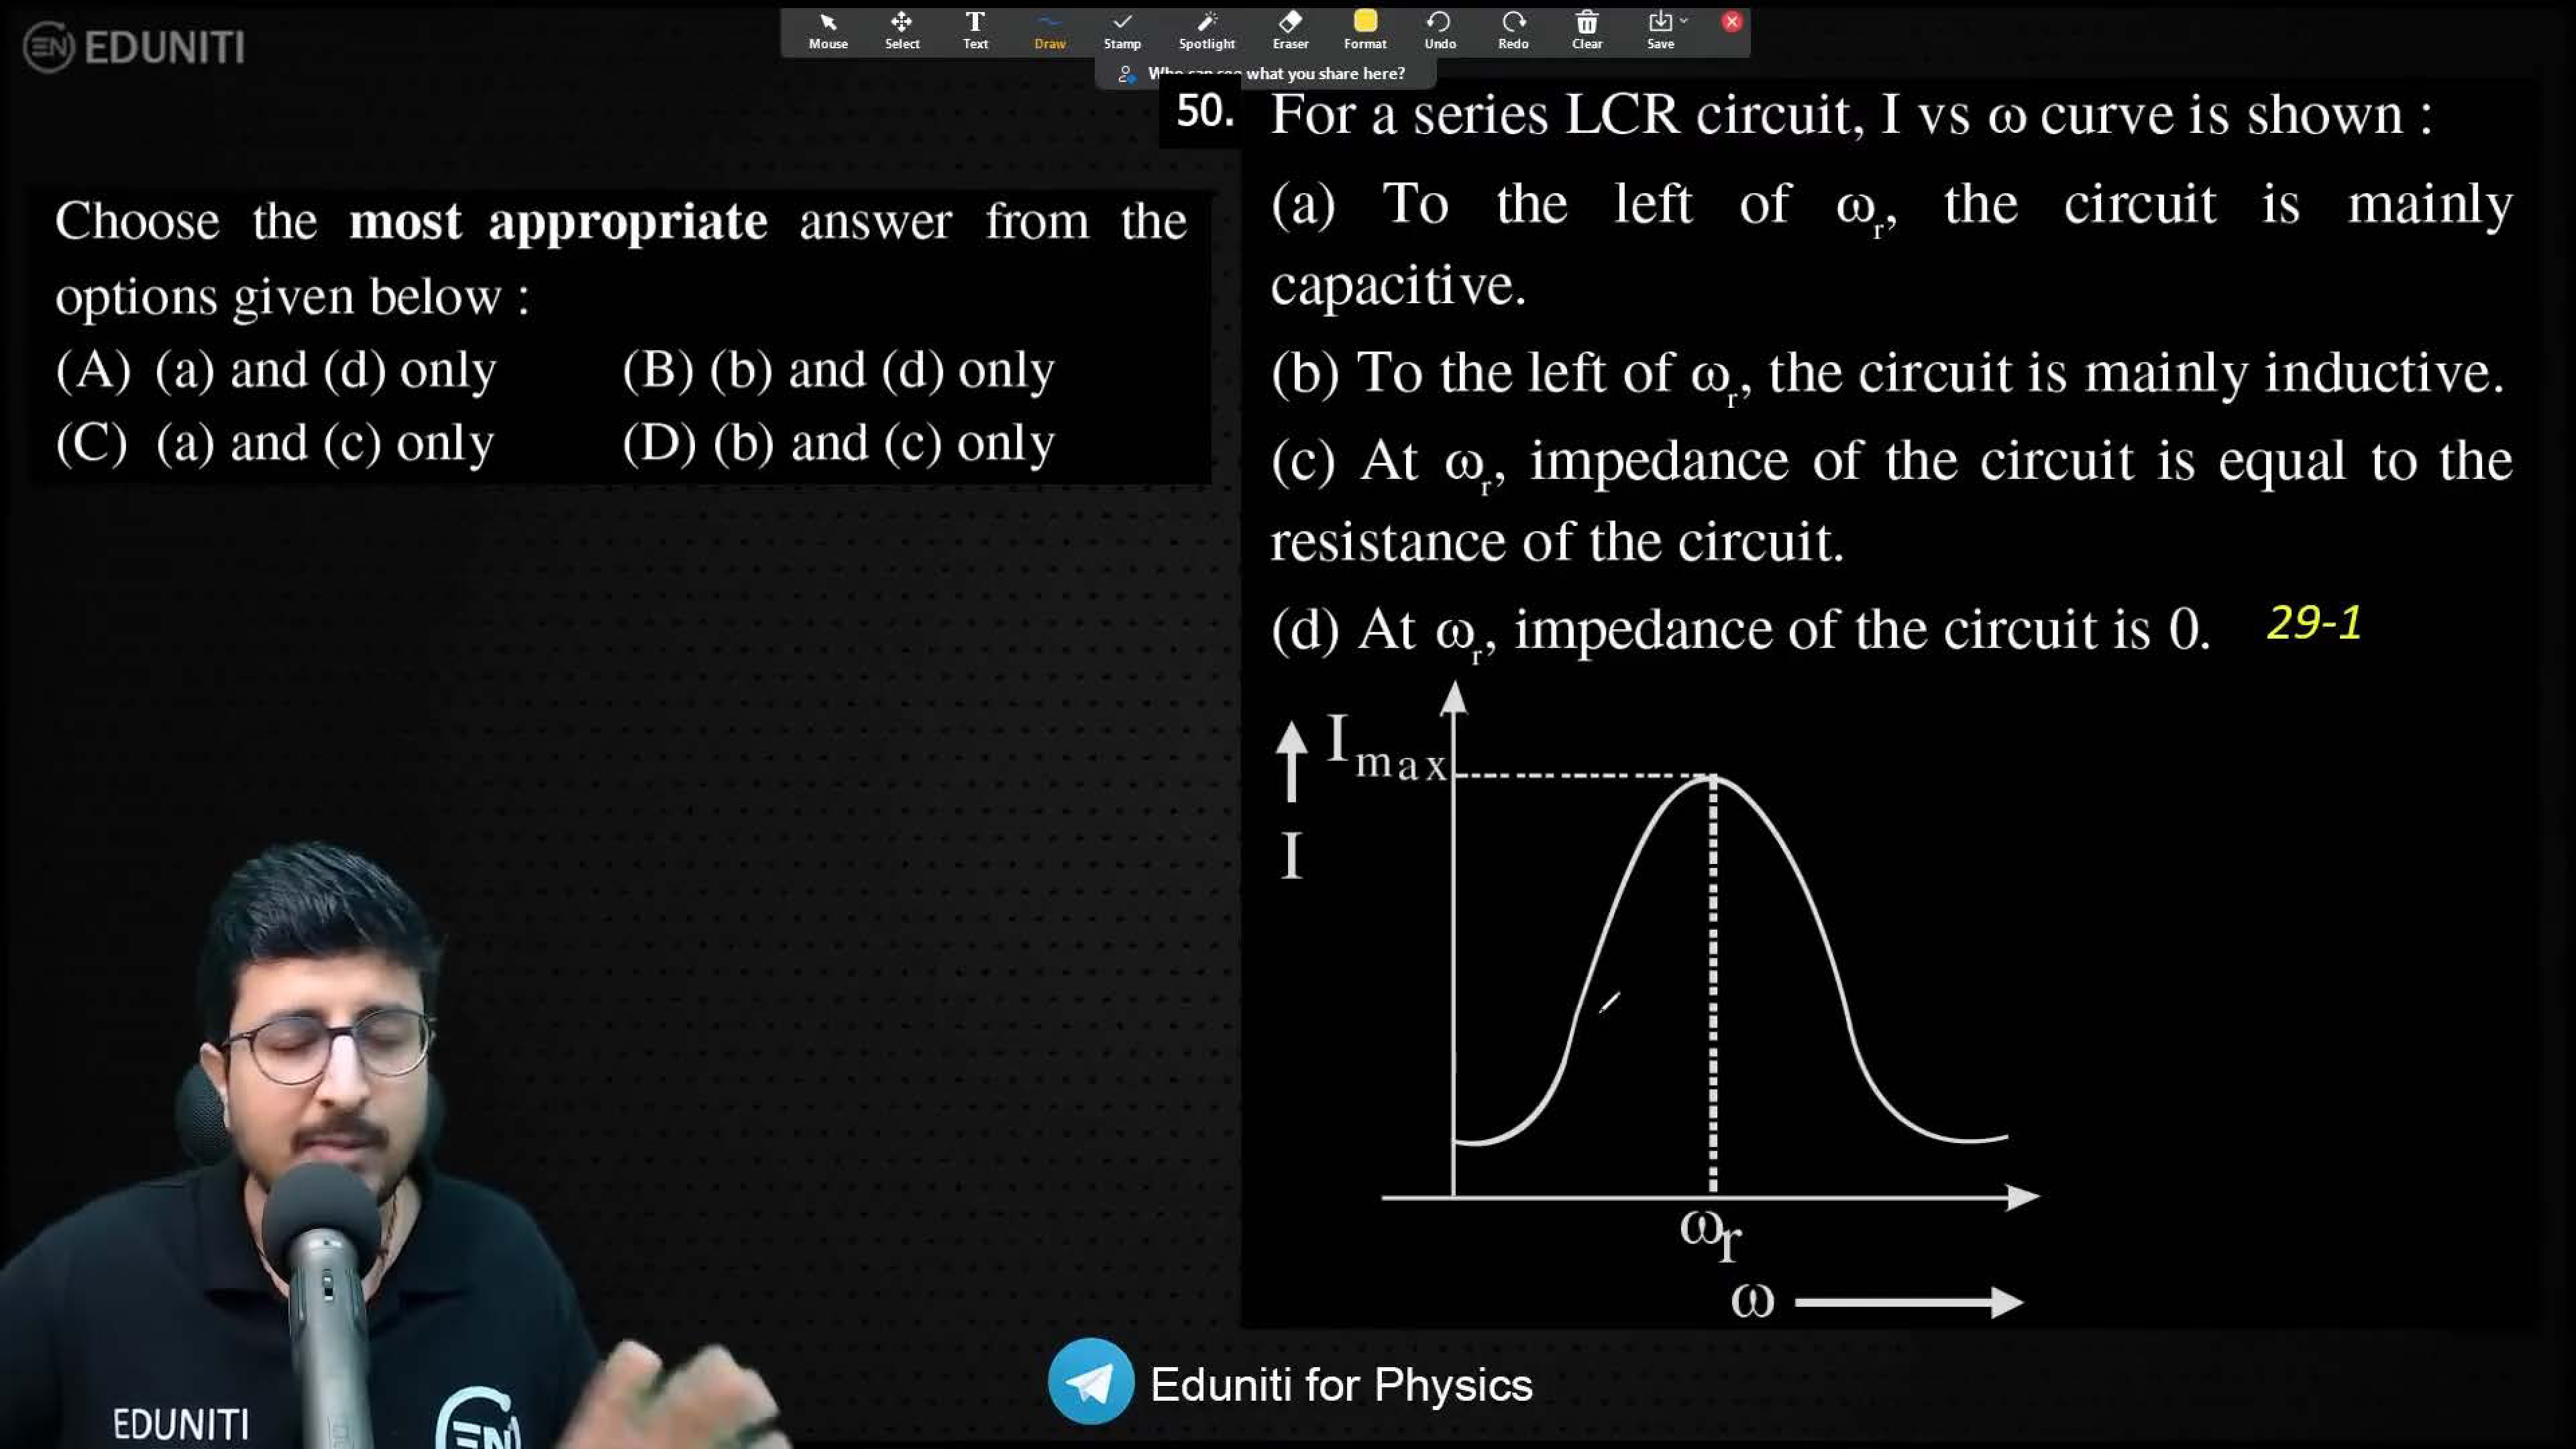 EDUNITI
Mouse Select Text Draw Stamp Spotlight Eraser Format Undo Redo Clear Save
Who can see what you share here?
50. For a series LCR circuit, I vs ω curve is shown :
(a) To the left of ωr, the circuit is mainly
capacitive.
(b) To the left of ωr, the circuit is mainly inductive.
(c) At ωr, impedance of the circuit is equal to the
resistance of the circuit.
(d) At ωr, impedance of the circuit is 0. 29-1
Choose the most appropriate answer from the
options given below :
(A) (a) and (d) only (B) (b) and (d) only
(C) (a) and (c) only (D) (b) and (c) only
Imax
I
ωr
ω
Eduniti for Physics
EDUNITI
EN